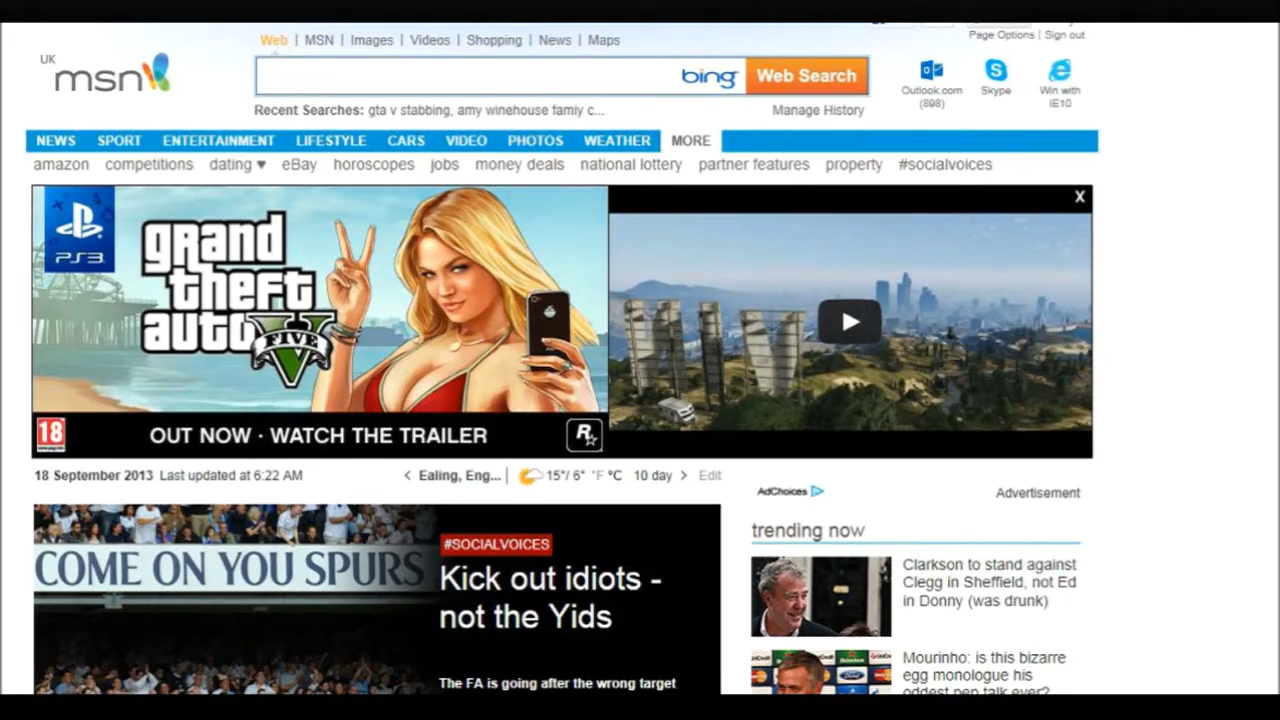 Page Options | Sign out
UK
msn
Web | MSN | Images | Videos | Shopping | News | Maps
bing
Web Search
Outlook.com
(898)
Skype
Win with
IE10
Recent Searches: gta v stabbing, amy winehouse famiy c...
Manage History
NEWS SPORT ENTERTAINMENT LIFESTYLE CARS VIDEO PHOTOS WEATHER MORE
amazon competitions dating ♥ eBay horoscopes jobs money deals national lottery partner features property #socialvoices
X
PS3
grand
theft
auto
V
FIVE
18
OUT NOW · WATCH THE TRAILER
R
18 September 2013 Last updated at 6:22 AM
< Ealing, Eng... | 15°/ 6° °F °C 10 day > Edit
AdChoices
Advertisement
trending now
COME ON YOU SPURS
#SOCIALVOICES
Kick out idiots -
not the Yids
The FA is going after the wrong target
Clarkson to stand against
Clegg in Sheffield, not Ed
in Donny (was drunk)
Mourinho: is this bizarre
egg monologue his
oddest pep talk ever?